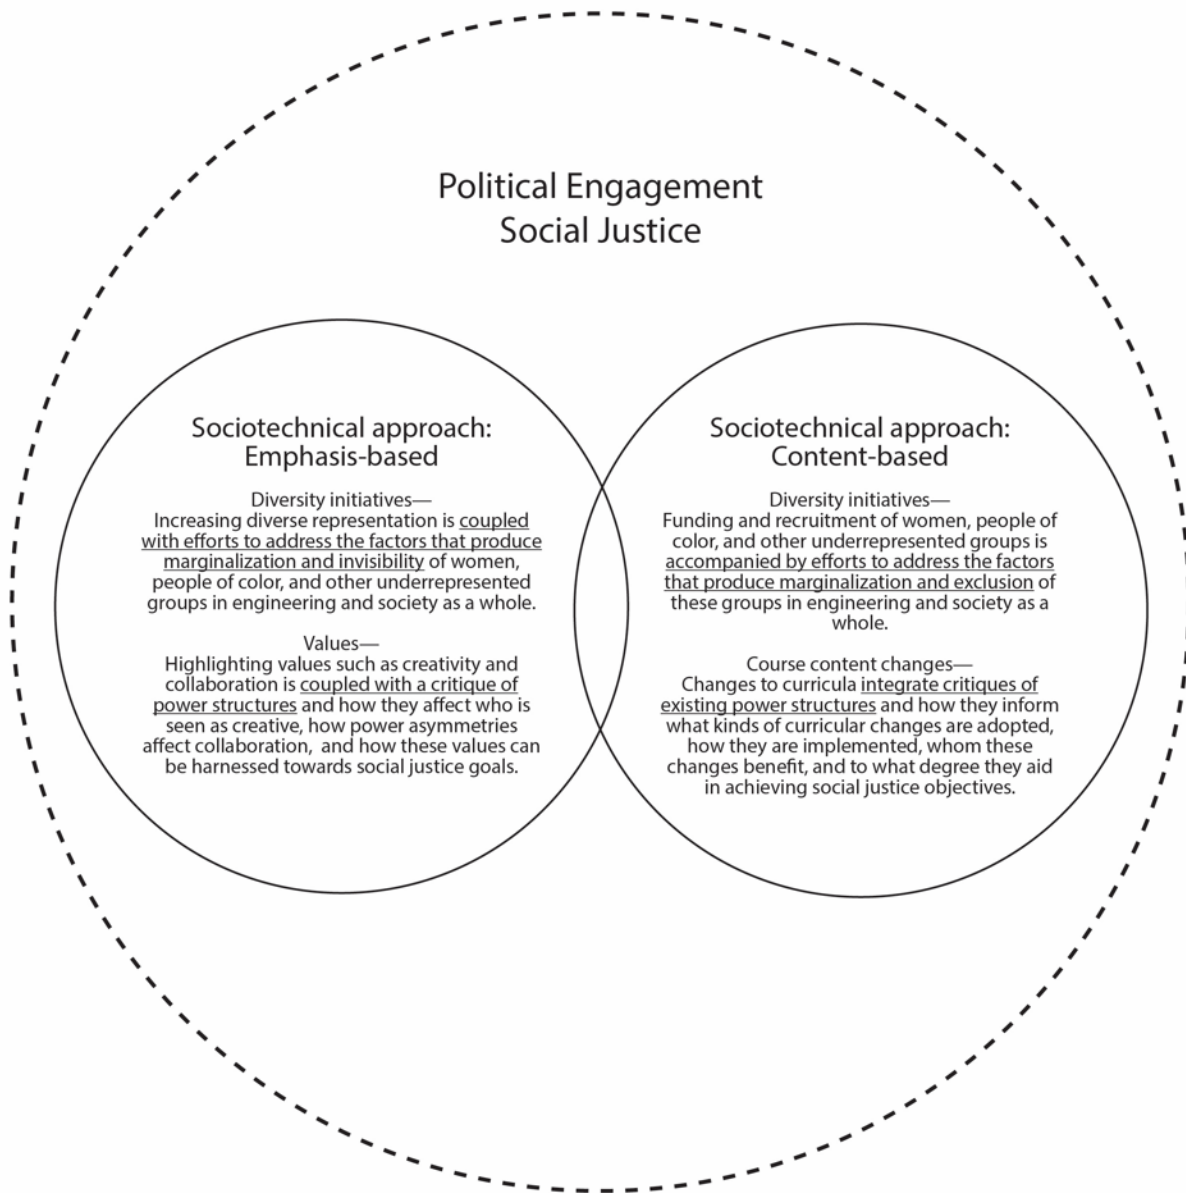 Political Engagement
Social Justice
Sociotechnical approach:
Emphasis-based
Diversity initiatives—
Increasing diverse representation is coupled
with efforts to address the factors that produce
marginalization and invisibility of women,
people of color, and other underrepresented
groups in engineering and society as a whole.
Values—
Highlighting values such as creativity and
collaboration is coupled with a critique of
power structures and how they affect who is
seen as creative, how power asymmetries
affect collaboration, and how these values can
be harnessed towards social justice goals.
Sociotechnical approach:
Content-based
Diversity initiatives—
Funding and recruitment of women, people of
color, and other underrepresented groups is
accompanied by efforts to address the factors
that produce marginalization and exclusion of
these groups in engineering and society as a
whole.
Course content changes—
Changes to curricula integrate critiques of
existing power structures and how they inform
what kinds of curricular changes are adopted,
how they are implemented, whom these
changes benefit, and to what degree they aid
in achieving social justice objectives.